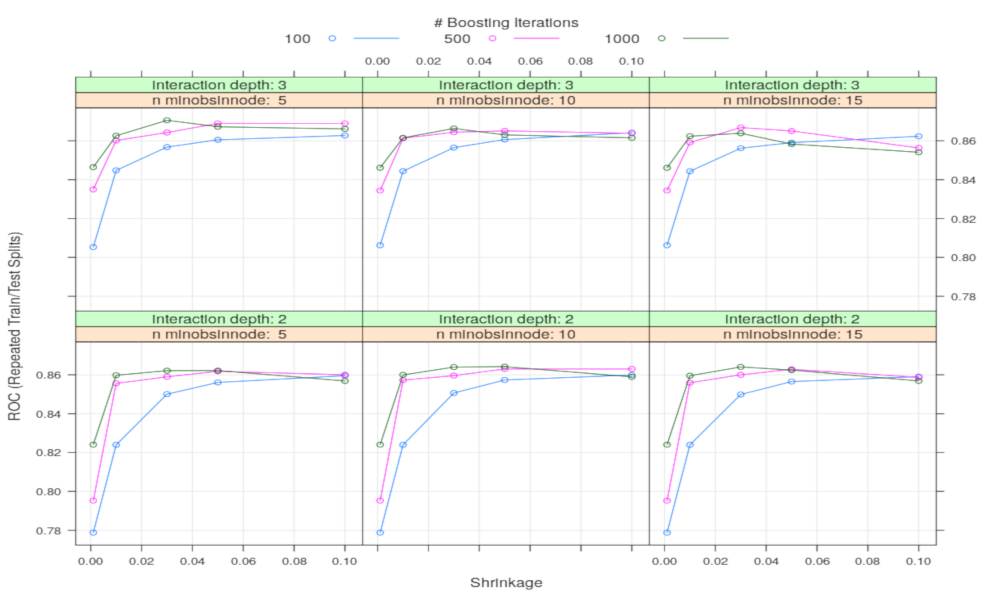 # Boosting Iterations
100 500 1000
0.00 0.02 0.04 0.06 0.08 0.10
Interaction depth: 3 Interaction depth: 3 Interaction depth: 3
n minobsinnode: 5 n minobsinnode: 10 n minobsinnode: 15
0.86
0.84
0.82
0.80
0.78
Interaction depth: 2 Interaction depth: 2 Interaction depth: 2
n minobsinnode: 5 n minobsinnode: 10 n minobsinnode: 15
0.86
0.84
0.82
0.80
0.78
ROC (Repeated Train/Test Splits)
0.00 0.02 0.04 0.06 0.08 0.10 0.00 0.02 0.04 0.06 0.08 0.10
Shrinkage